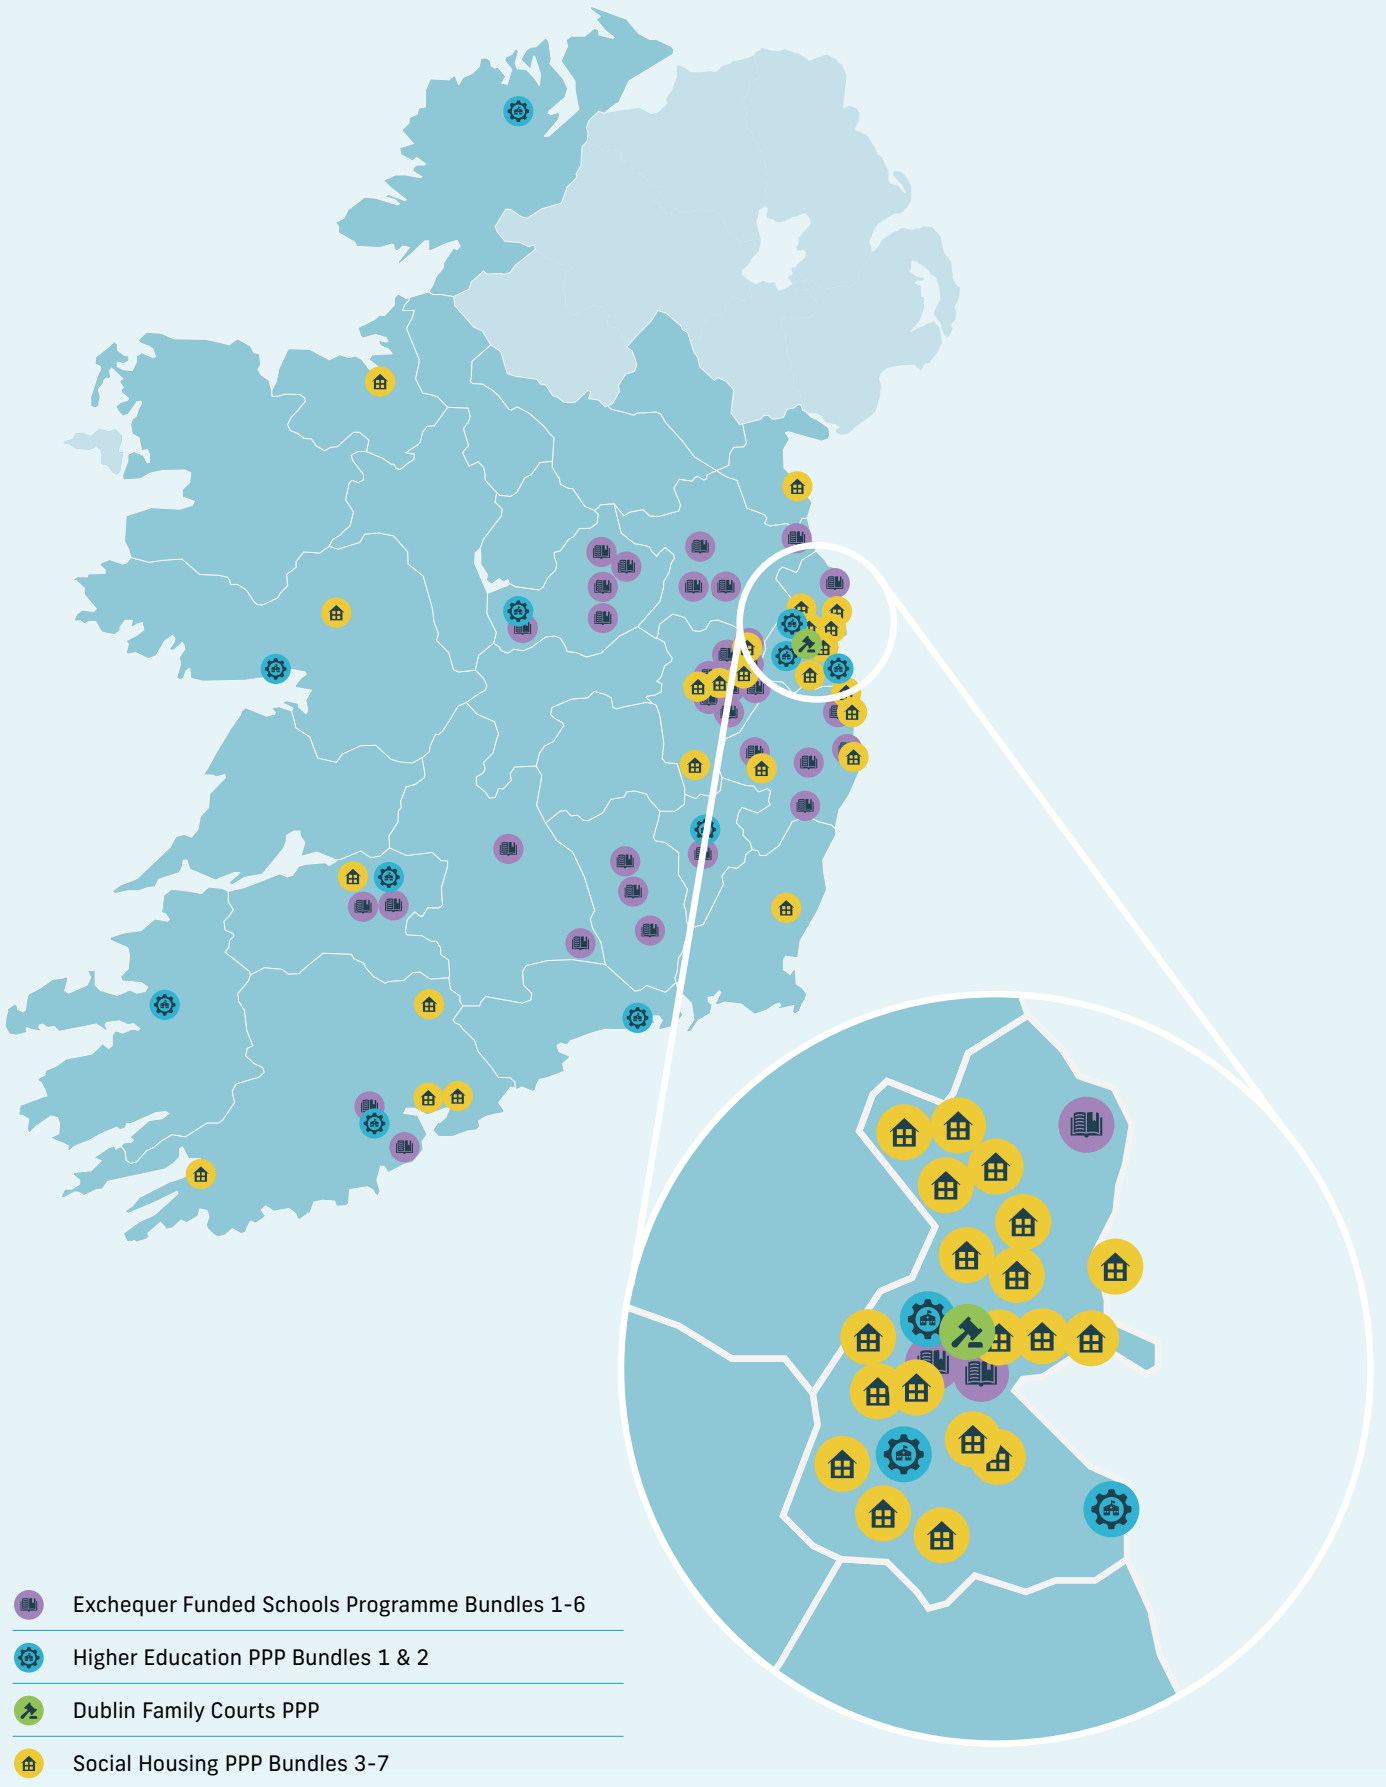 Exchequer Funded Schools Programme Bundles 1-6
Higher Education PPP Bundles 1 & 2
Dublin Family Courts PPP
Social Housing PPP Bundles 3-7